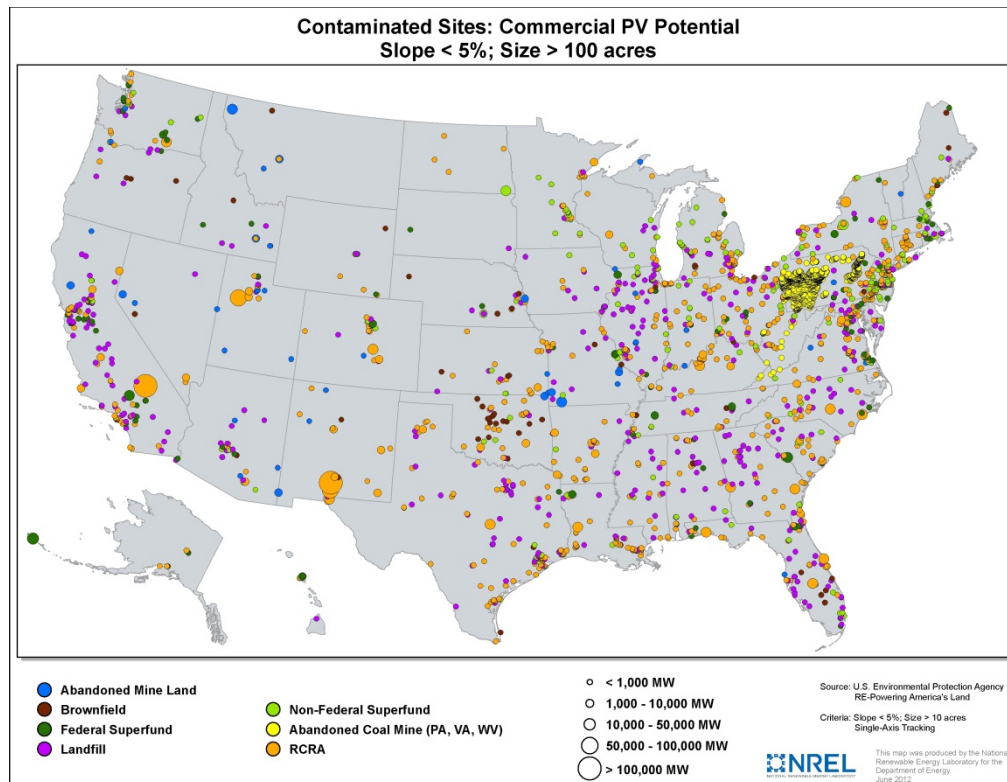 Contaminated Sites: Commercial PV Potential
Slope < 5%; Size > 100 acres
Abandoned Mine Land
Brownfield
Federal Superfund
Landfill
Non-Federal Superfund
Abandoned Coal Mine (PA, VA, WV)
RCRA
< 1,000 MW
1,000 - 10,000 MW
10,000 - 50,000 MW
50,000 - 100,000 MW
> 100,000 MW
Source: U.S. Environmental Protection Agency
RE-Powering America's Land
Criteria: Slope < 5%; Size > 10 acres
Single-Axis Tracking
NREL
NATIONAL RENEWABLE ENERGY LABORATORY
This map was produced by the National
Renewable Energy Laboratory for the
Department of Energy.
June 2012